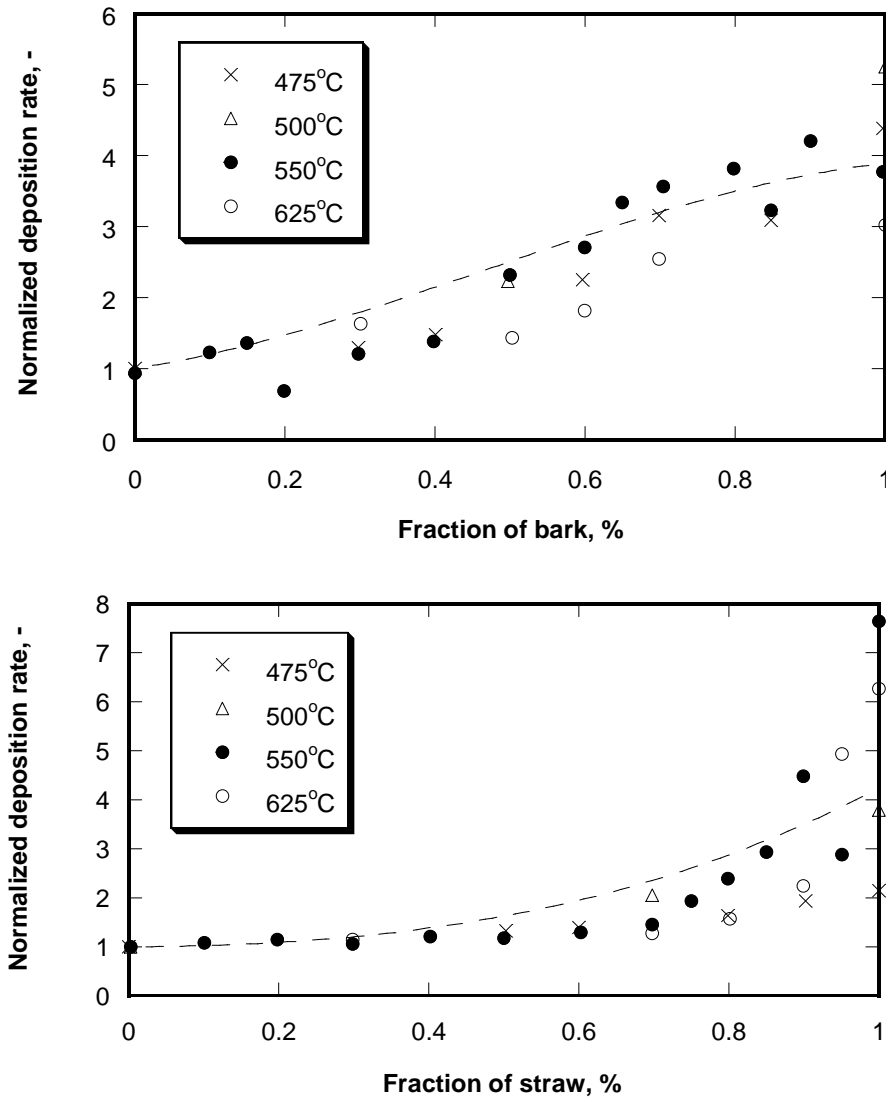 6
5
4
3
2
1
0
Normalized deposition rate, -
475°C
500°C
550°C
625°C
0 0.2 0.4 0.6 0.8 1
Fraction of bark, %
8
7
6
5
4
3
2
1
0
Normalized deposition rate, -
475°C
500°C
550°C
625°C
0 0.2 0.4 0.6 0.8 1
Fraction of straw, %